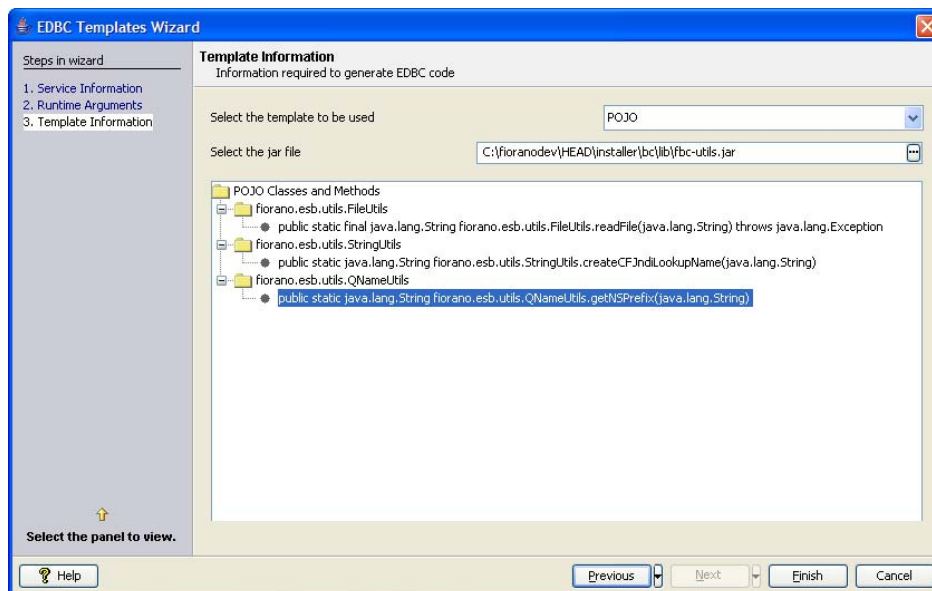 EDBC Templates Wizard
Steps in wizard
1. Service Information
2. Runtime Arguments
3. Template Information
Select the panel to view.
Template Information
Information required to generate EDBC code
Select the template to be used
POJO
Select the jar file
C:\fioranodev\HEAD\installer\bc\lib\fbc-utils.jar
POJO Classes and Methods
fiorano.esb.utils.FileUtils
public static final java.lang.String fiorano.esb.utils.FileUtils.readFile(java.lang.String) throws java.lang.Exception
fiorano.esb.utils.StringUtils
public static java.lang.String fiorano.esb.utils.StringUtils.createCFJndiLookupName(java.lang.String)
fiorano.esb.utils.QNameUtils
public static java.lang.String fiorano.esb.utils.QNameUtils.getNSPrefix(java.lang.String)
Help
Previous
Next
Finish
Cancel